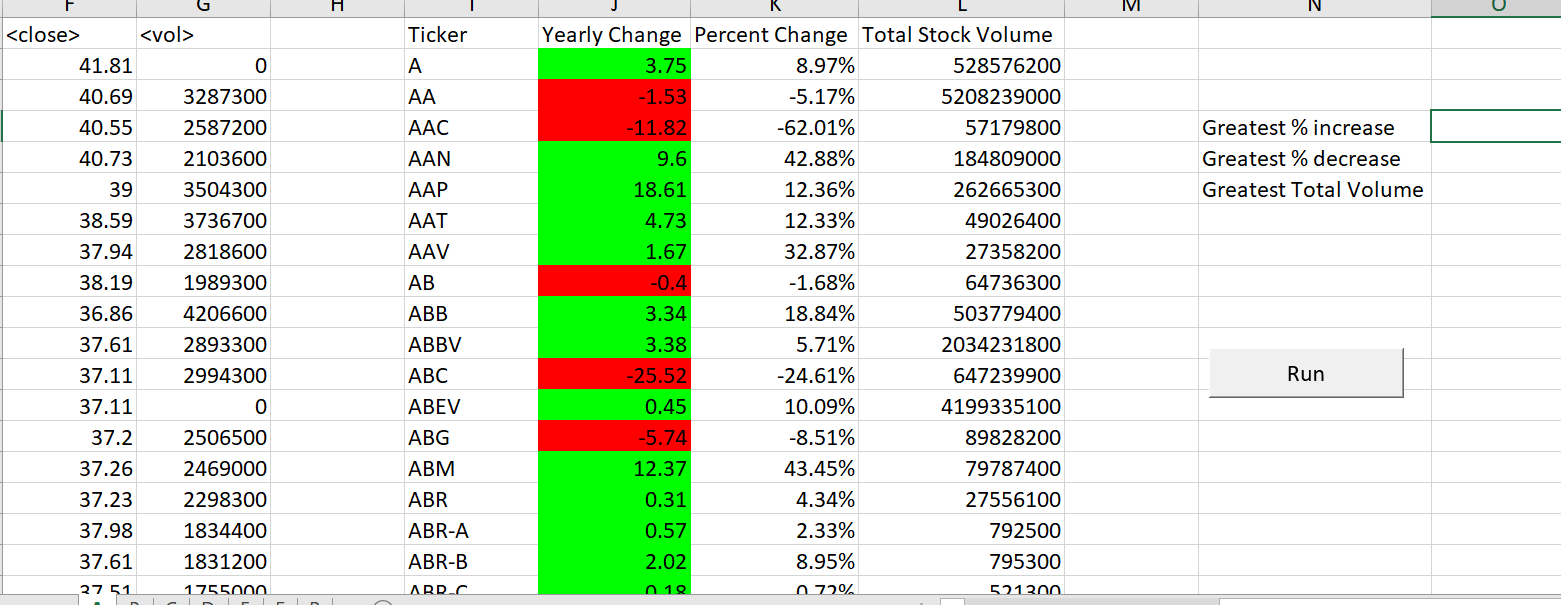 F G H I J K L M N O
<close> <vol> Ticker Yearly Change Percent Change Total Stock Volume
41.81 0 A 3.75 8.97% 528576200
40.69 3287300 AA -1.53 -5.17% 5208239000
40.55 2587200 AAC -11.82 -62.01% 57179800 Greatest % increase
40.73 2103600 AAN 9.6 42.88% 184809000 Greatest % decrease
39 3504300 AAP 18.61 12.36% 262665300 Greatest Total Volume
38.59 3736700 AAT 4.73 12.33% 49026400
37.94 2818600 AAV 1.67 32.87% 27358200
38.19 1989300 AB -0.4 -1.68% 64736300
36.86 4206600 ABB 3.34 18.84% 503779400
37.61 2893300 ABBV 3.38 5.71% 2034231800
37.11 2994300 ABC -25.52 -24.61% 647239900 Run
37.11 0 ABEV 0.45 10.09% 4199335100
37.2 2506500 ABG -5.74 -8.51% 89828200
37.26 2469000 ABM 12.37 43.45% 79787400
37.23 2298300 ABR 0.31 4.34% 27556100
37.98 1834400 ABR-A 0.57 2.33% 792500
37.61 1831200 ABR-B 2.02 8.95% 795300
37.51 1755000 ABR-C 0.18 0.72% 521300